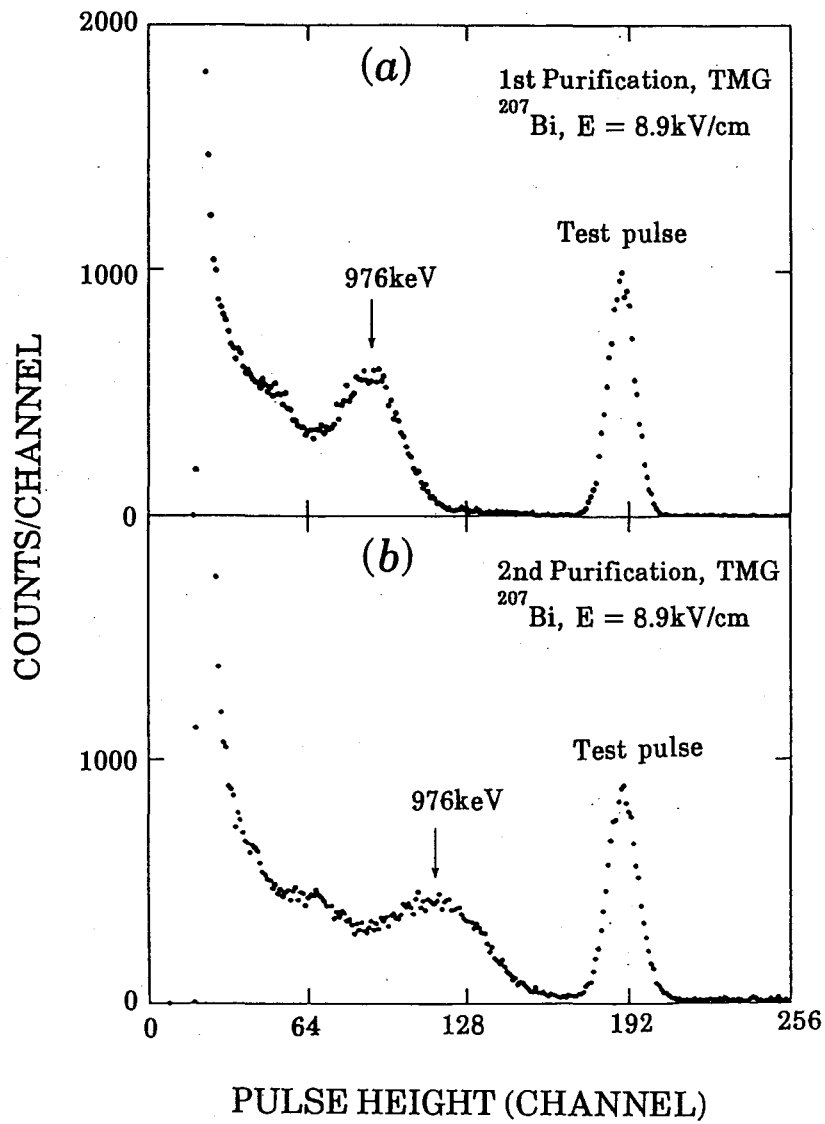 2000
(a)
1st Purification, TMG
207Bi, E = 8.9kV/cm
Test pulse
1000
976keV
COUNTS/CHANNEL
0
(b)
2nd Purification, TMG
207Bi, E = 8.9kV/cm
Test pulse
1000
976keV
0
0 64 128 192 256
PULSE HEIGHT (CHANNEL)